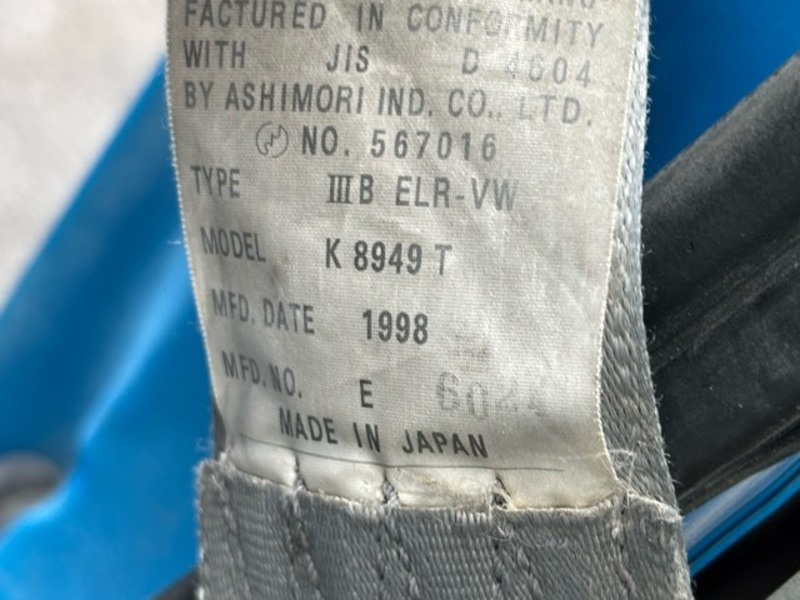 FACTURED IN CONFORMITY
WITH JIS D 4604
BY ASHIMORI IND. CO., LTD.
NO. 567016
TYPE IIIB ELR-VW
MODEL K 8949 T
MFD. DATE 1998
MFD. NO. E
MADE IN JAPAN